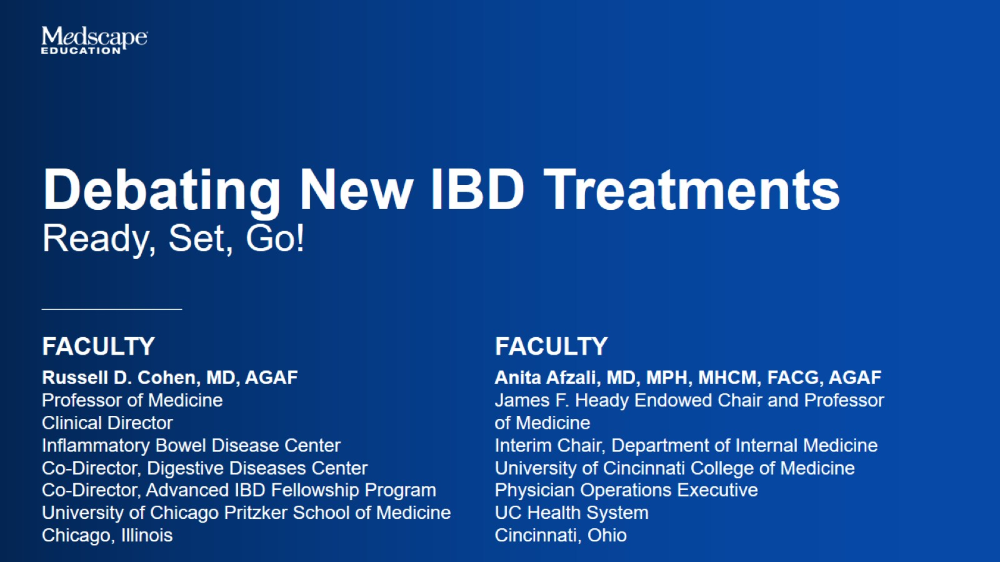 Medscape
EDUCATION
Debating New IBD Treatments
Ready, Set, Go!
FACULTY
Russell D. Cohen, MD, AGAF
Professor of Medicine
Clinical Director
Inflammatory Bowel Disease Center
Co-Director, Digestive Diseases Center
Co-Director, Advanced IBD Fellowship Program
University of Chicago Pritzker School of Medicine
Chicago, Illinois
FACULTY
Anita Afzali, MD, MPH, MHCM, FACG, AGAF
James F. Heady Endowed Chair and Professor
of Medicine
Interim Chair, Department of Internal Medicine
University of Cincinnati College of Medicine
Physician Operations Executive
UC Health System
Cincinnati, Ohio